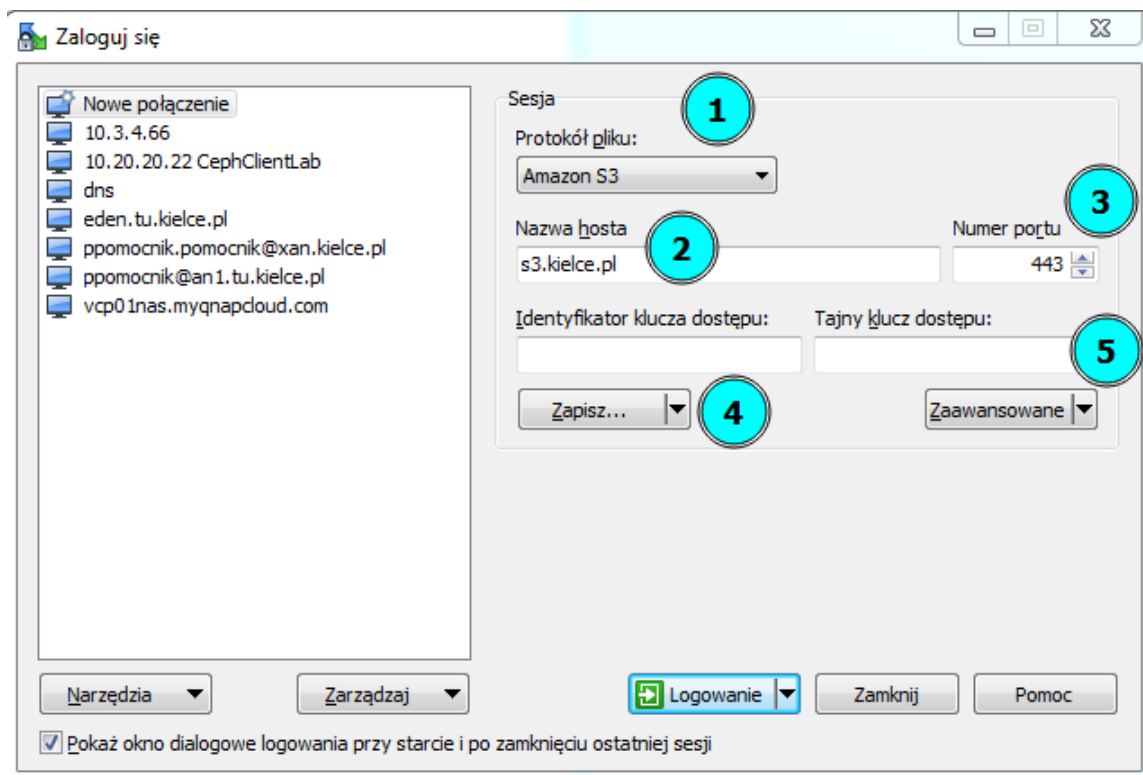 Zaloguj się
Nowe połączenie
10.3.4.66
10.20.20.22 CephClientLab
dns
eden.tu.kielce.pl
ppomocnik.pomocnik@xan.kielce.pl
ppomocnik@an1.tu.kielce.pl
vcp01nas.myqnapcloud.com
Sesja
1
Protokół pliku:
Amazon S3
Nazwa hosta
2
Numer portu
3
s3.kielce.pl
443
Identyfikator klucza dostępu:
Tajny klucz dostępu:
5
Zapisz...
4
Zaawansowane
Narzędzia
Zarządzaj
Logowanie
Zamknij
Pomoc
Pokaż okno dialogowe logowania przy starcie i po zamknięciu ostatniej sesji